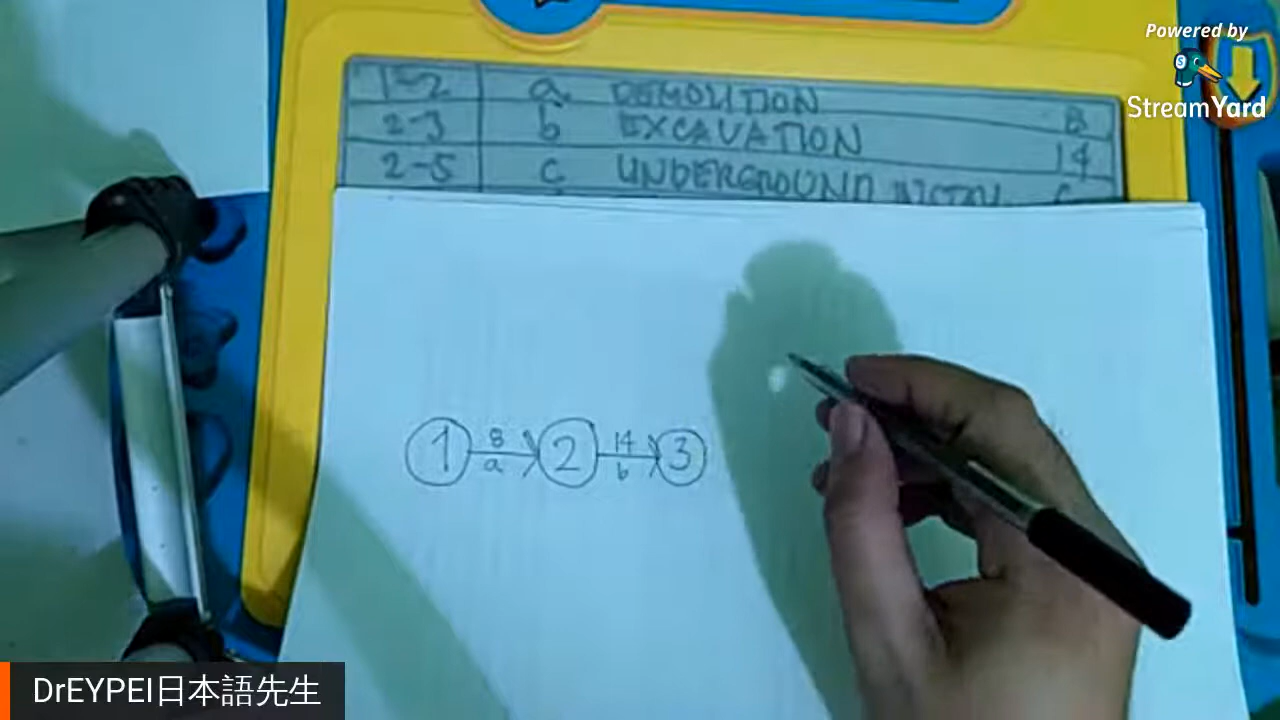 Powered by
StreamYard
1-2 a DEMOLITION 8
2-3 b EXCAVATION 14
2-5 c UNDERGROUND
1 8 a 2 14 b 3
DrEYPEI日本語先生